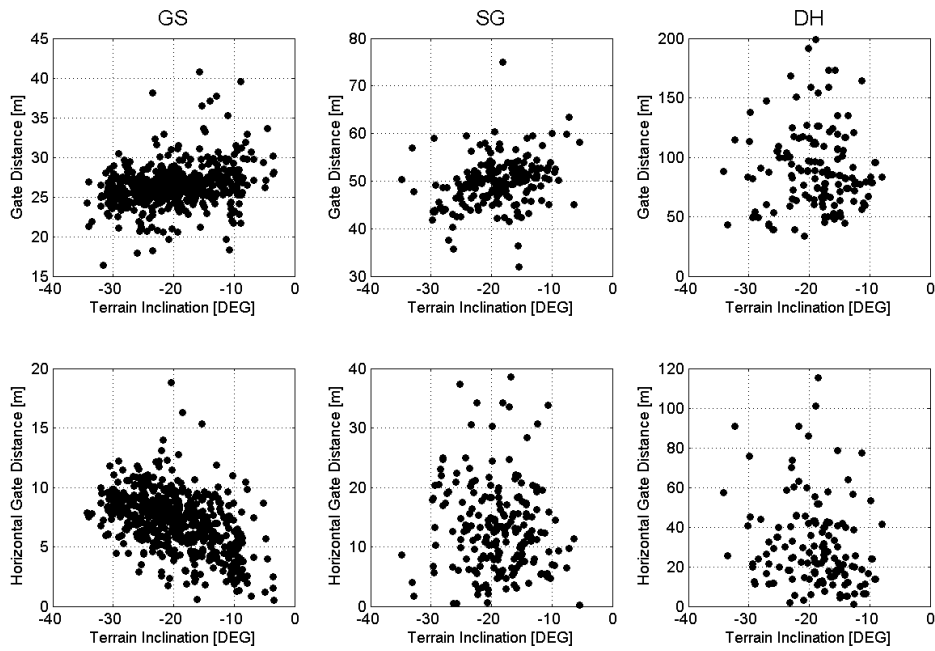 GS SG DH
45 80 200
40 70 150
35 60 100
30 50 50
25 40 0
20 30
15
Gate Distance [m] Gate Distance [m] Gate Distance [m]
-40 -30 -20 -10 0 -40 -30 -20 -10 0 -40 -30 -20 -10 0
Terrain Inclination [DEG] Terrain Inclination [DEG] Terrain Inclination [DEG]
20 40 120
15 30 100
10 20 80
5 10 60
0 0 40
20
0
Horizontal Gate Distance [m] Horizontal Gate Distance [m] Horizontal Gate Distance [m]
-40 -30 -20 -10 0 -40 -30 -20 -10 0 -40 -30 -20 -10 0
Terrain Inclination [DEG] Terrain Inclination [DEG] Terrain Inclination [DEG]